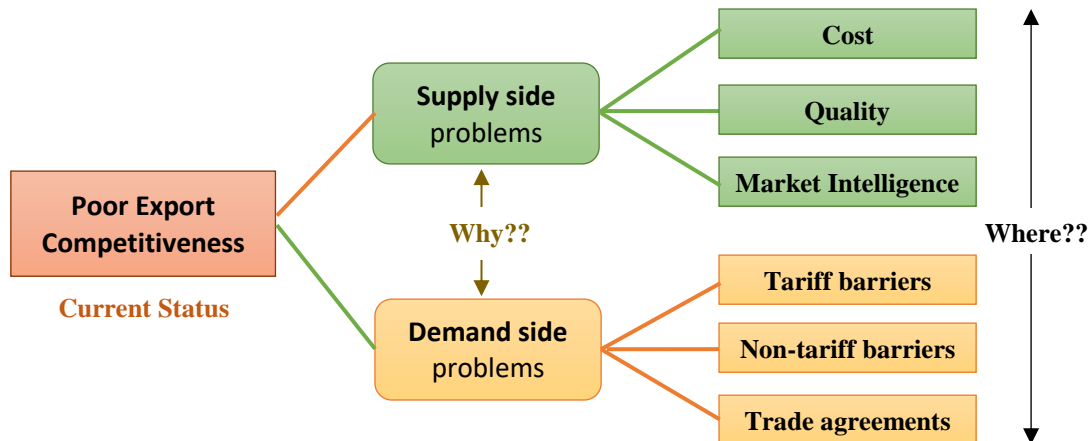 Poor Export
Competitiveness
Current Status
Supply side
problems
Why??
Demand side
problems
Cost
Quality
Market Intelligence
Tariff barriers
Non-tariff barriers
Trade agreements
Where??